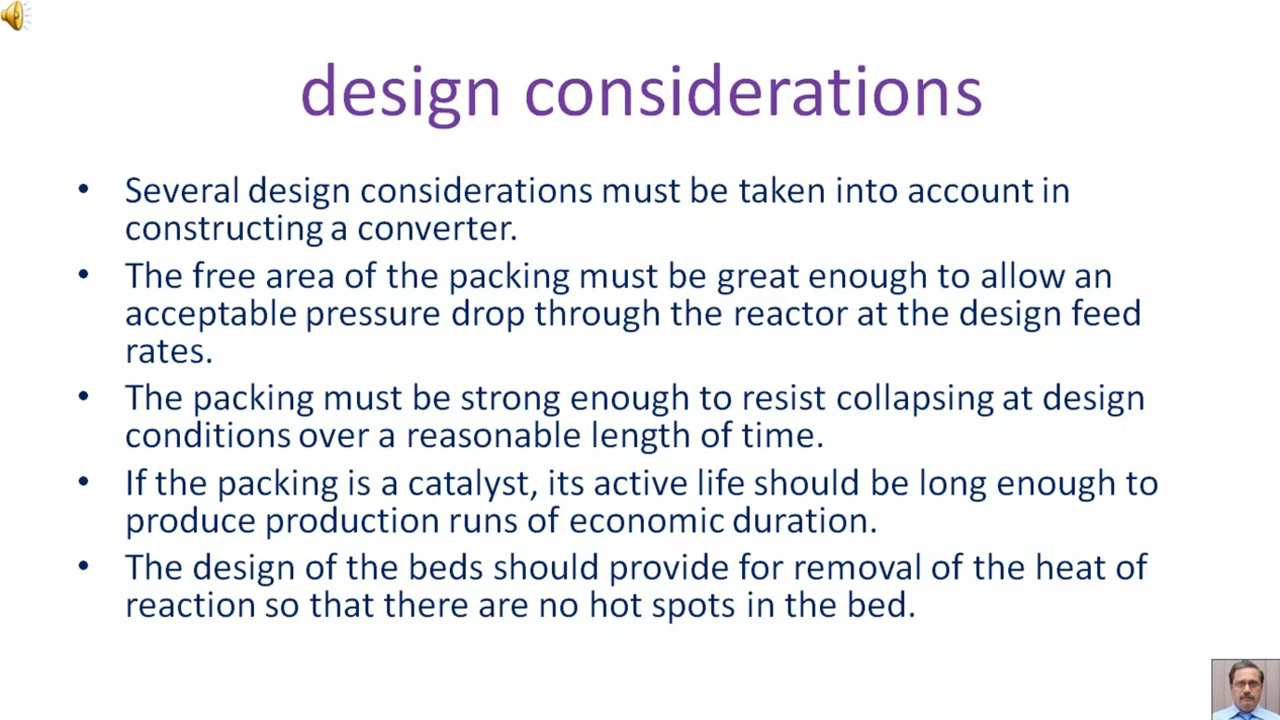 design considerations
• Several design considerations must be taken into account in
constructing a converter.
• The free area of the packing must be great enough to allow an
acceptable pressure drop through the reactor at the design feed
rates.
• The packing must be strong enough to resist collapsing at design
conditions over a reasonable length of time.
• If the packing is a catalyst, its active life should be long enough to
produce production runs of economic duration.
• The design of the beds should provide for removal of the heat of
reaction so that there are no hot spots in the bed.